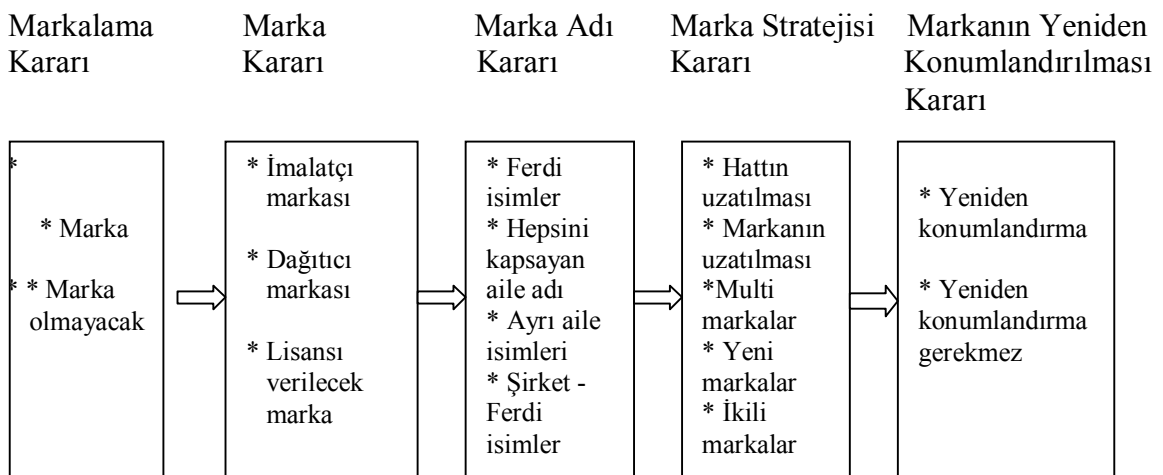 Markalama
Kararı
Marka
Kararı
Marka Adı
Kararı
Marka Stratejisi
Kararı
Markanın Yeniden
Konumlandırılması
Kararı
*
* Marka
* * Marka
olmayacak
* İmalatçı
markası
* Dağıtıcı
markası
* Lisansı
verilecek
marka
* Ferdi
isimler
* Hepsini
kapsayan
aile adı
* Ayrı aile
isimleri
* Şirket -
Ferdi
isimler
* Hattın
uzatılması
* Markanın
uzatılması
*Multi
markalar
* Yeni
markalar
* İkili
markalar
* Yeniden
konumlandırma
* Yeniden
konumlandırma
gerekmez